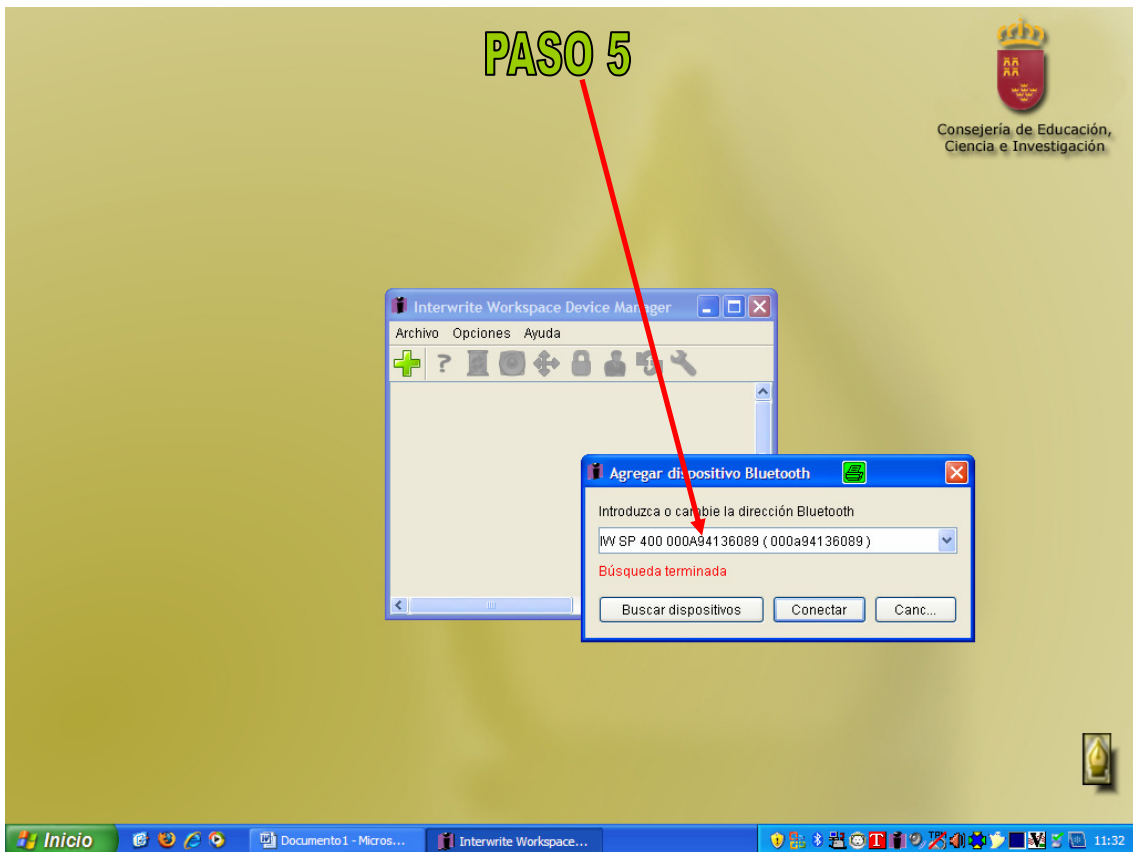 PASO 5
Consejería de Educación,
Ciencia e Investigación
Interwrite Workspace Device Manager
Archivo Opciones Ayuda
Agregar dispositivo Bluetooth
Introduzca o cambie la dirección Bluetooth
IW SP 400 000A94136089 ( 000a94136089 )
Búsqueda terminada
Buscar dispositivos Conectar Canc...
Inicio Documento1 - Micros... Interwrite Workspace... 11:32